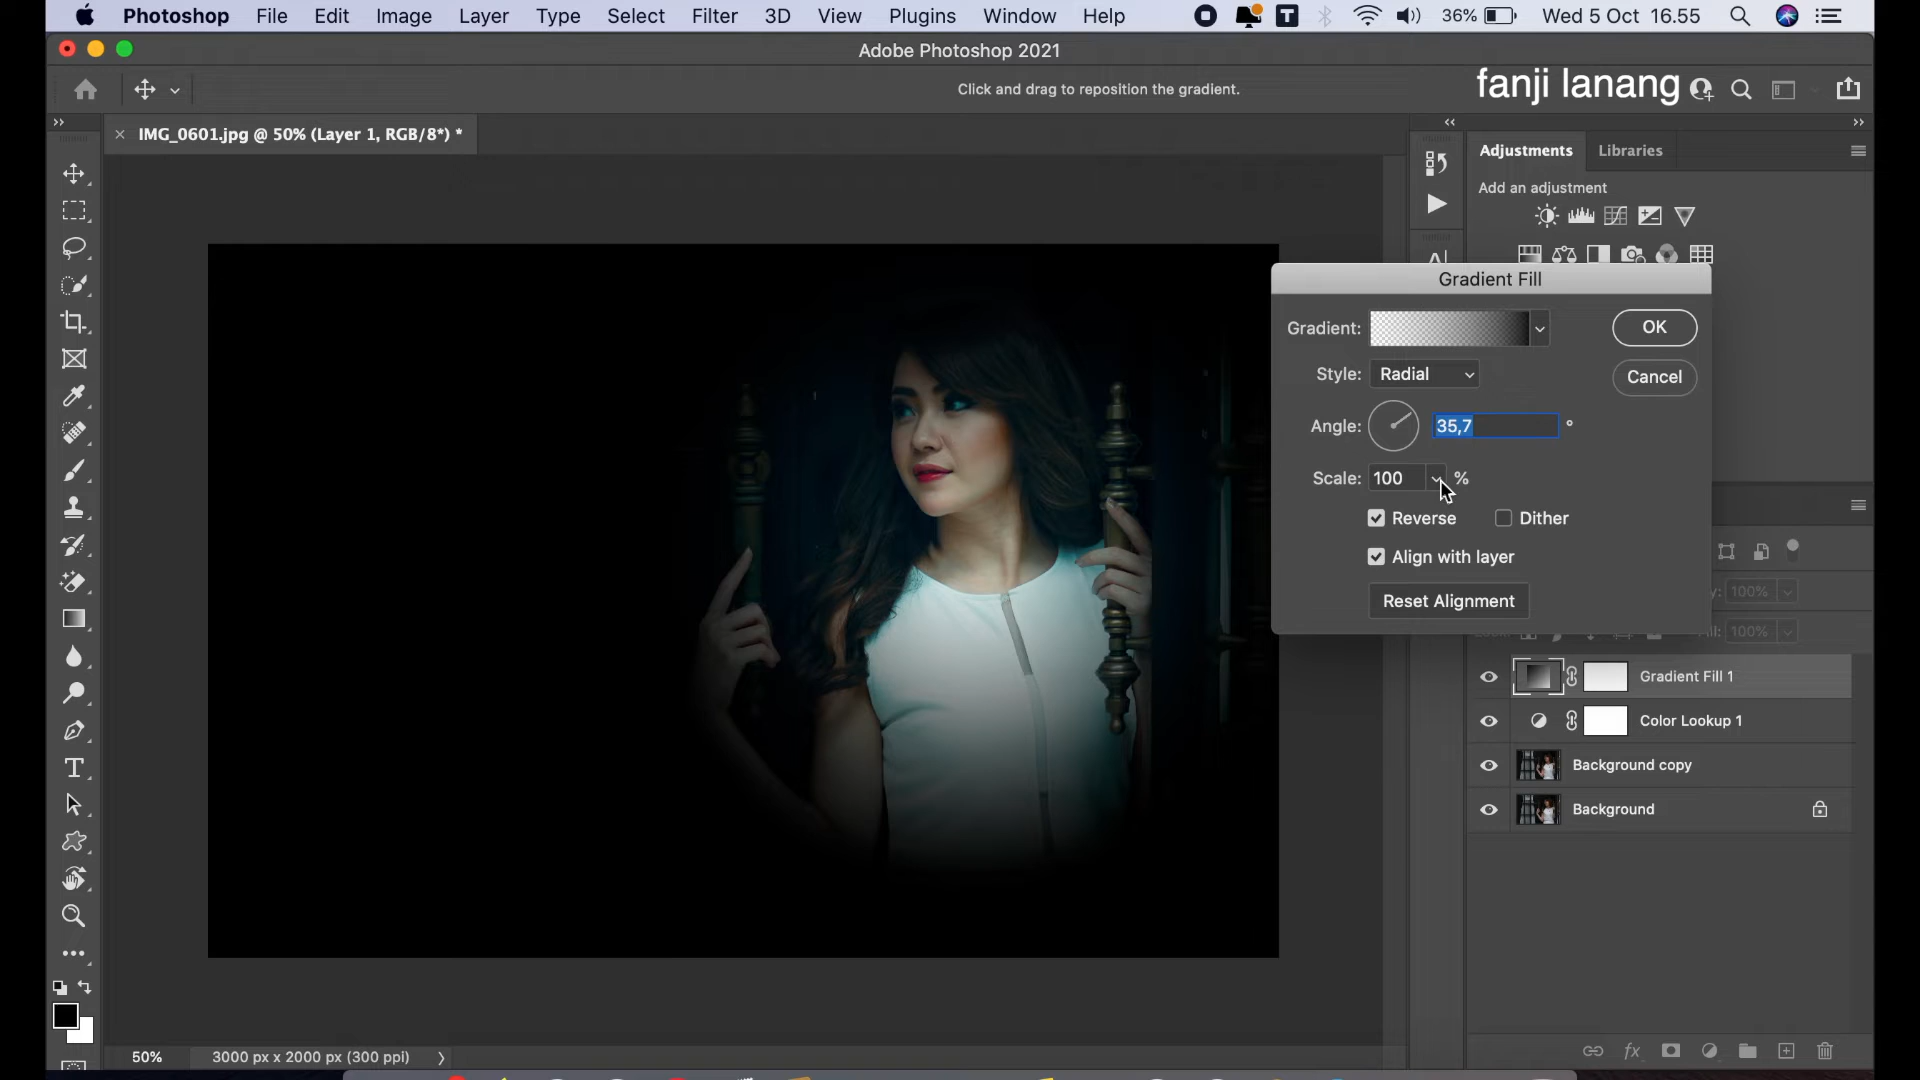 Photoshop File Edit Image Layer Type Select Filter 3D View Plugins Window Help T 36% Wed 5 Oct 16.55
Adobe Photoshop 2021
Click and drag to reposition the gradient.
fanji lanang
IMG_0601.jpg @ 50% (Layer 1, RGB/8*) *
Adjustments Libraries
Add an adjustment
Gradient Fill
Gradient: OK
Style: Radial
Cancel
Angle: 35,7 °
Scale: 100 %
Reverse Dither
Align with layer
Reset Alignment
100%
100%
Gradient Fill 1
Color Lookup 1
Background copy
Background
fx
50% 3000 px x 2000 px (300 ppi)